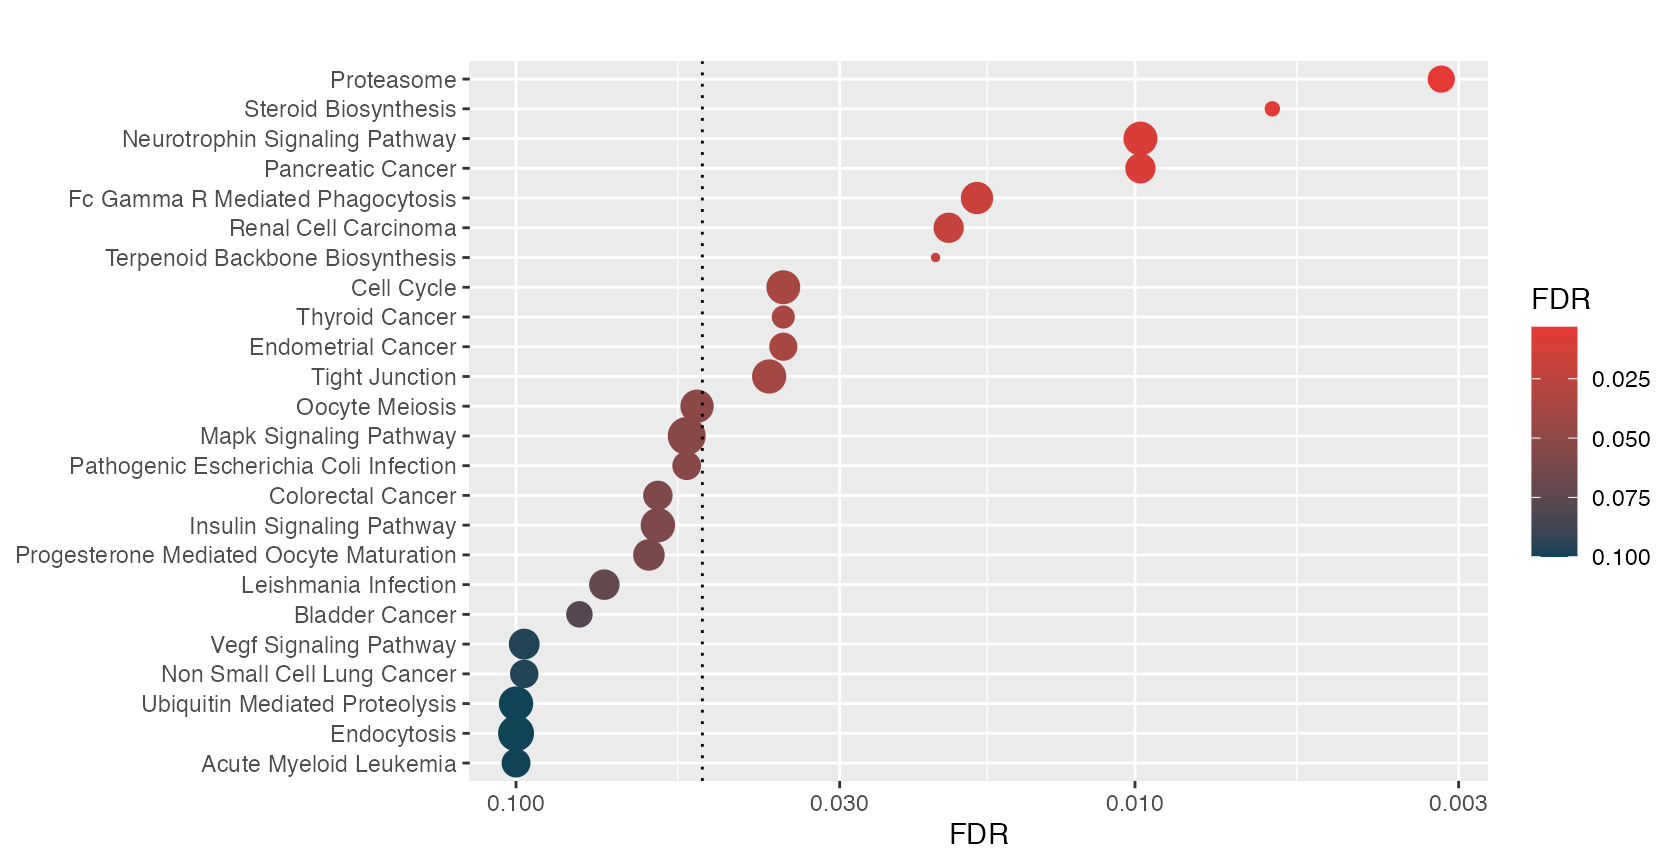 Proteasome
Steroid Biosynthesis
Neurotrophin Signaling Pathway
Pancreatic Cancer
Fc Gamma R Mediated Phagocytosis
Renal Cell Carcinoma
Terpenoid Backbone Biosynthesis
Cell Cycle
Thyroid Cancer
Endometrial Cancer
Tight Junction
Oocyte Meiosis
Mapk Signaling Pathway
Pathogenic Escherichia Coli Infection
Colorectal Cancer
Insulin Signaling Pathway
Progesterone Mediated Oocyte Maturation
Leishmania Infection
Bladder Cancer
Vegf Signaling Pathway
Non Small Cell Lung Cancer
Ubiquitin Mediated Proteolysis
Endocytosis
Acute Myeloid Leukemia
0.100 0.030 0.010 0.003
FDR
FDR
0.025
0.050
0.075
0.100